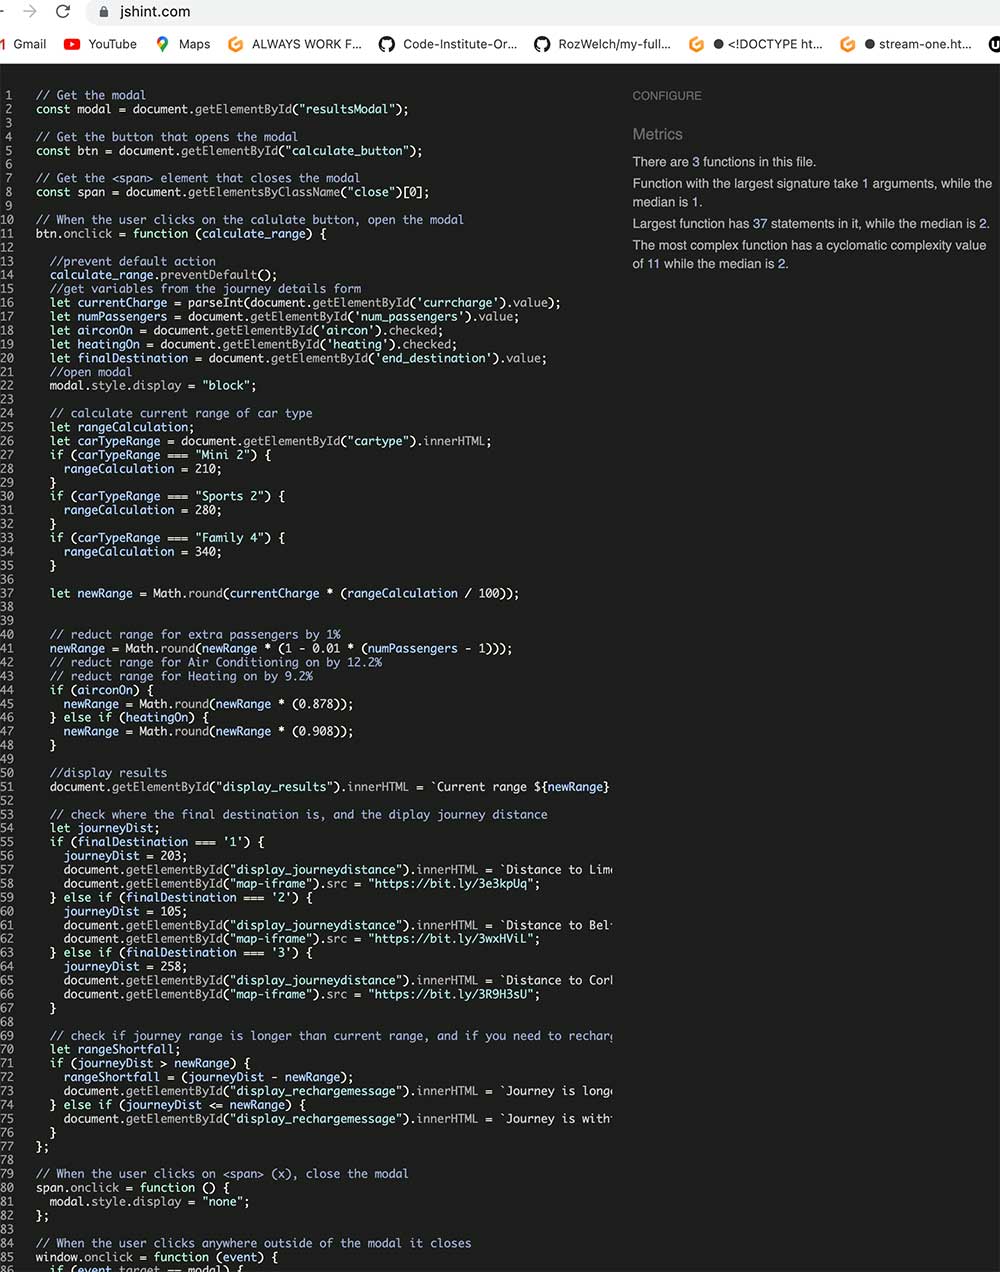 jshint.com
Gmail YouTube Maps ALWAYS WORK F... Code-Institute-Or... RozWelch/my-full... <!DOCTYPE ht... stream-one.ht...
1 // Get the modal
2 const modal = document.getElementById("resultsModal");
3
4 // Get the button that opens the modal
5 const btn = document.getElementById("calculate_button");
6
7 // Get the <span> element that closes the modal
8 const span = document.getElementsByClassName("close")[0];
9
10 // When the user clicks on the calulate button, open the modal
11 btn.onclick = function (calculate_range) {
12
13 //prevent default action
14 calculate_range.preventDefault();
15 //get variables from the journey details form
16 let currentCharge = parseInt(document.getElementById('currcharge').value);
17 let numPassengers = document.getElementById('num_passengers').value;
18 let airconOn = document.getElementById('aircon').checked;
19 let heatingOn = document.getElementById('heating').checked;
20 let finalDestination = document.getElementById('end_destination').value;
21 //open modal
22 modal.style.display = "block";
23
24 // calculate current range of car type
25 let rangeCalculation;
26 let carTypeRange = document.getElementById("cartype").innerHTML;
27 if (carTypeRange === "Mini 2") {
28 rangeCalculation = 210;
29 }
30 if (carTypeRange === "Sports 2") {
31 rangeCalculation = 280;
32 }
33 if (carTypeRange === "Family 4") {
34 rangeCalculation = 340;
35 }
36
37 let newRange = Math.round(currentCharge * (rangeCalculation / 100));
38
39
40 // reduct range for extra passengers by 1%
41 newRange = Math.round(newRange * (1 - 0.01 * (numPassengers - 1)));
42 // reduct range for Air Conditioning on by 12.2%
43 // reduct range for Heating on by 9.2%
44 if (airconOn) {
45 newRange = Math.round(newRange * (0.878));
46 } else if (heatingOn) {
47 newRange = Math.round(newRange * (0.908));
48 }
49
50 //display results
51 document.getElementById("display_results").innerHTML = `Current range ${newRange}
52
53 // check where the final destination is, and the diplay journey distance
54 let journeyDist;
55 if (finalDestination === '1') {
56 journeyDist = 203;
57 document.getElementById("display_journeydistance").innerHTML = `Distance to Lim
58 document.getElementById("map-iframe").src = "https://bit.ly/3e3kpUq";
59 } else if (finalDestination === '2') {
60 journeyDist = 105;
61 document.getElementById("display_journeydistance").innerHTML = `Distance to Bel
62 document.getElementById("map-iframe").src = "https://bit.ly/3wxHViL";
63 } else if (finalDestination === '3') {
64 journeyDist = 258;
65 document.getElementById("display_journeydistance").innerHTML = `Distance to Cor
66 document.getElementById("map-iframe").src = "https://bit.ly/3R9H3sU";
67 }
68
69 // check if journey range is longer than current range, and if you need to rechar
70 let rangeShortfall;
71 if (journeyDist > newRange) {
72 rangeShortfall = (journeyDist - newRange);
73 document.getElementById("display_rechargemessage").innerHTML = `Journey is long
74 } else if (journeyDist <= newRange) {
75 document.getElementById("display_rechargemessage").innerHTML = `Journey is with
76 }
77 };
78
79 // When the user clicks on <span> (x), close the modal
80 span.onclick = function () {
81 modal.style.display = "none";
82 };
83
84 // When the user clicks anywhere outside of the modal it closes
85 window.onclick = function (event) {
86 if (event.target == modal) {
CONFIGURE
Metrics
There are 3 functions in this file.
Function with the largest signature take 1 arguments, while the
median is 1.
Largest function has 37 statements in it, while the median is 2.
The most complex function has a cyclomatic complexity value
of 11 while the median is 2.